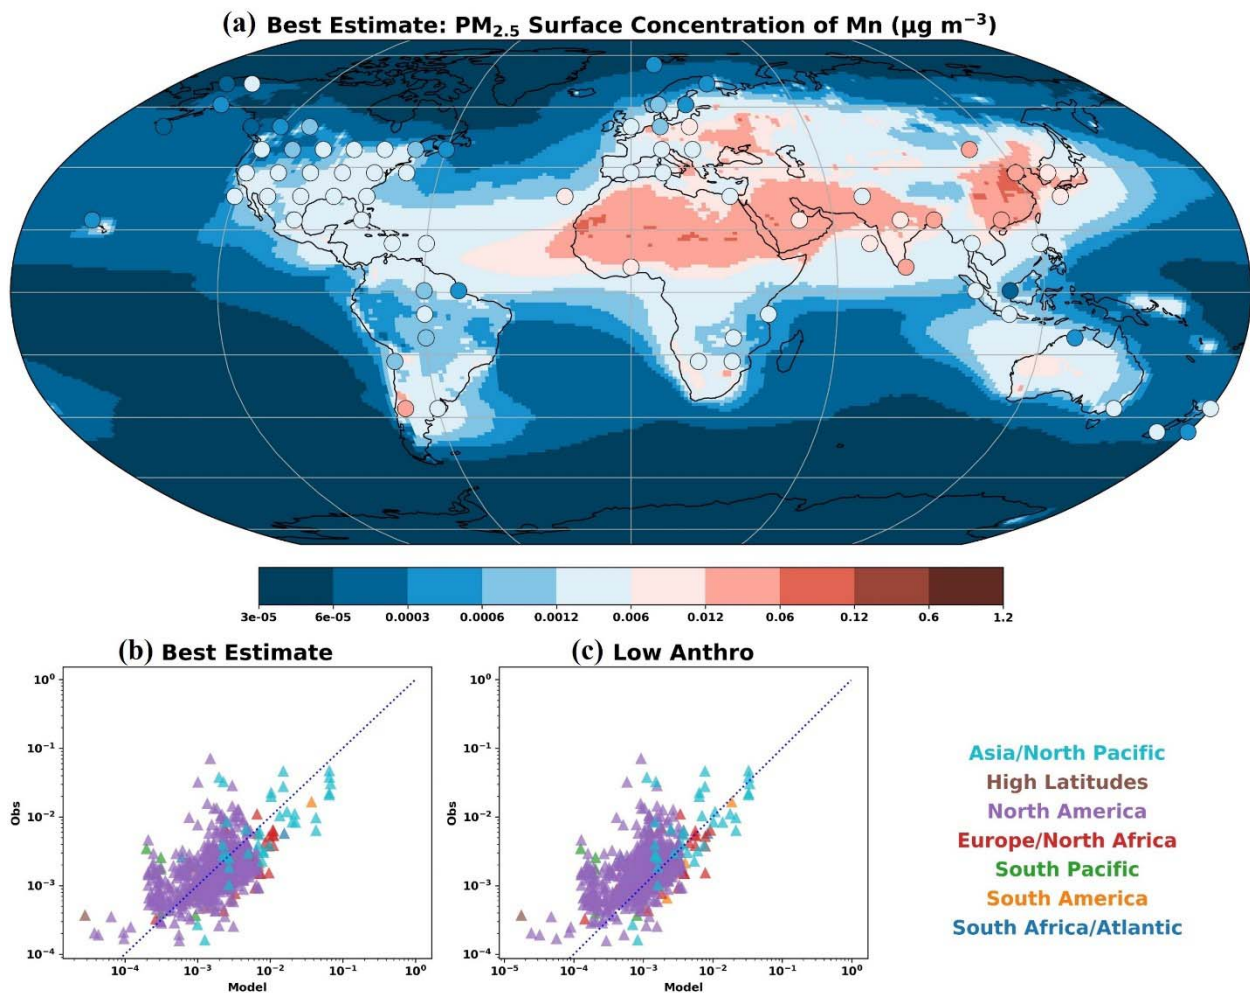 (a) Best Estimate: PM₂.₅ Surface Concentration of Mn (μg m⁻³)
3e-05 6e-05 0.0003 0.0006 0.0012 0.006 0.012 0.06 0.12 0.6 1.2
(b) Best Estimate
10⁰
10⁻¹
10⁻²
10⁻³
10⁻⁴
Obs
10⁻⁴ 10⁻³ 10⁻² 10⁻¹ 10⁰
Model
(c) Low Anthro
10⁰
10⁻¹
10⁻²
10⁻³
10⁻⁴
Obs
10⁻⁵ 10⁻⁴ 10⁻³ 10⁻² 10⁻¹ 10⁰
Model
Asia/North Pacific
High Latitudes
North America
Europe/North Africa
South Pacific
South America
South Africa/Atlantic